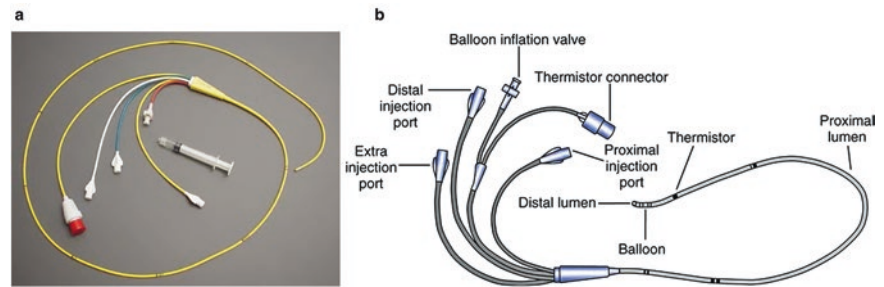 a
b
Balloon inflation valve
Distal
injection
port
Thermistor connector
Extra
injection
port
Proximal
injection
port
Thermistor
Proximal
lumen
Distal lumen
Balloon